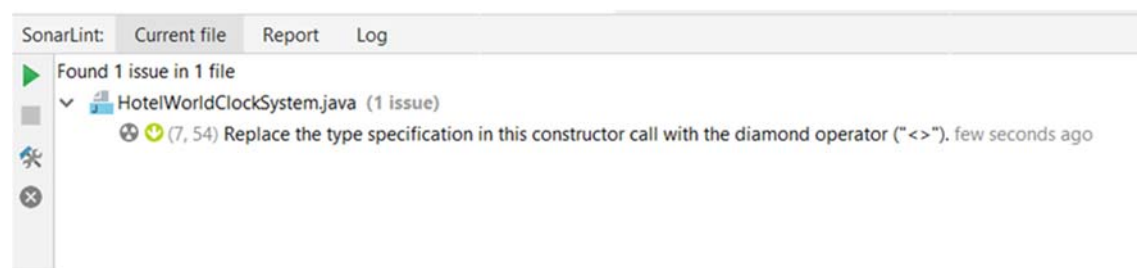 SonarLint: Current file Report Log
Found 1 issue in 1 file
HotelWorldClockSystem.java (1 issue)
(7, 54) Replace the type specification in this constructor call with the diamond operator ("<>"). few seconds ago